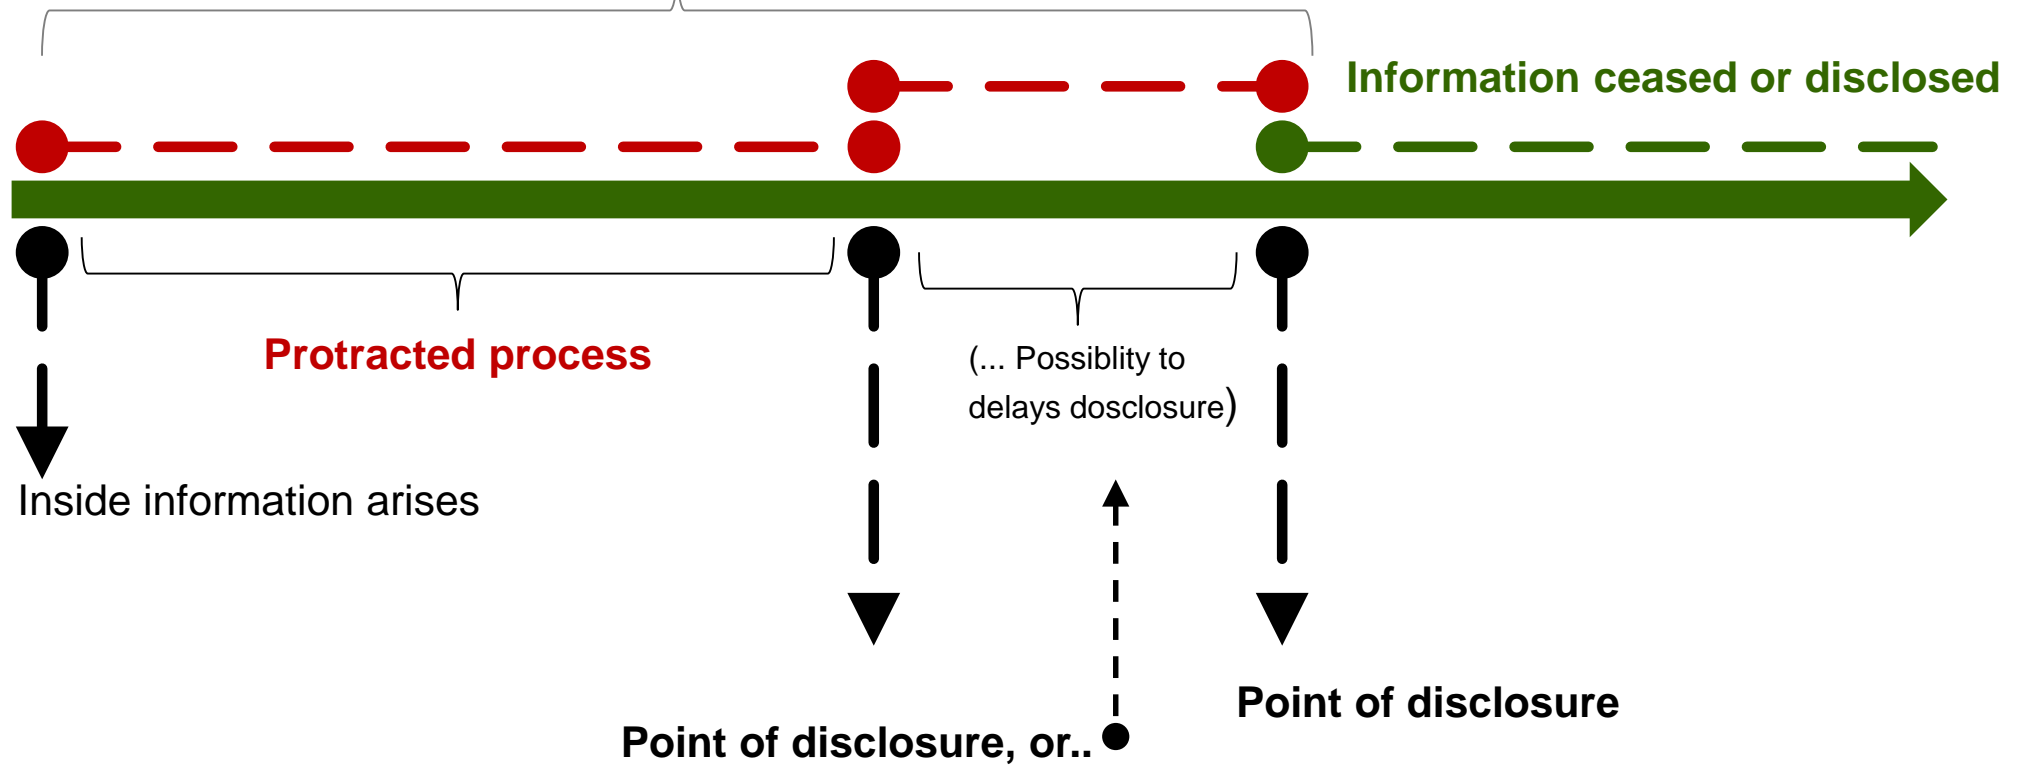 Information ceased or disclosed
Protracted process
(... Possiblity to
delays dosclosure)
Inside information arises
Point of disclosure
Point of disclosure, or..